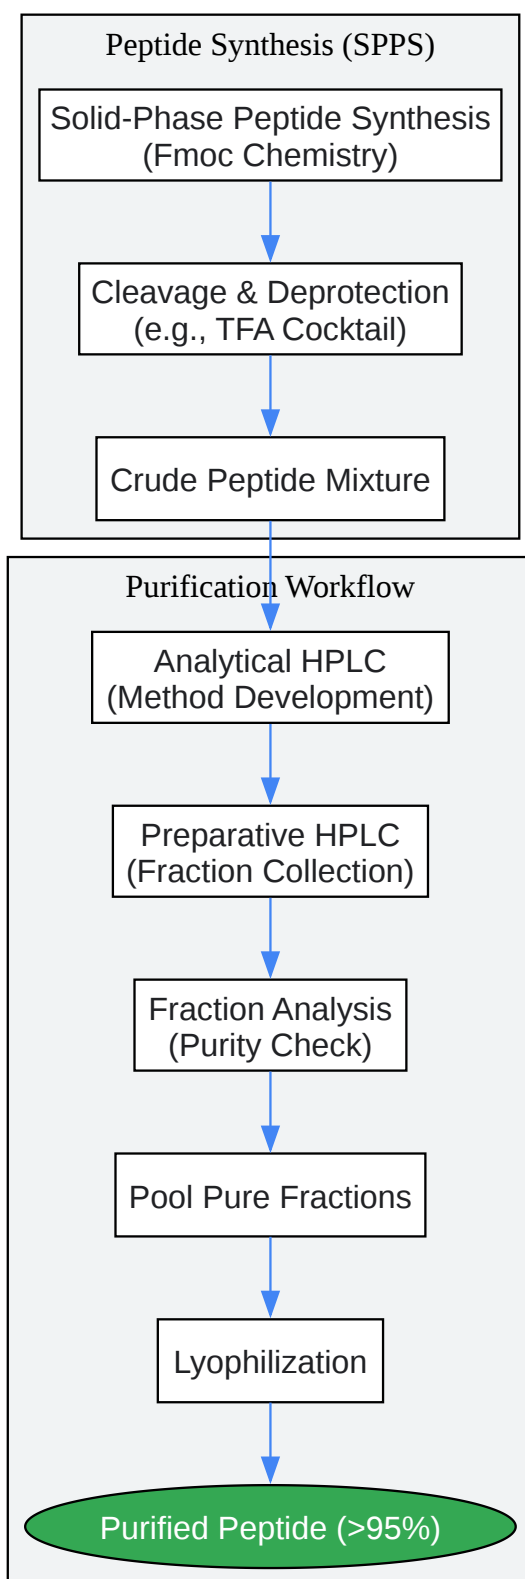 Peptide Synthesis (SPPS)
Solid-Phase Peptide Synthesis
(Fmoc Chemistry)
Cleavage & Deprotection
(e.g., TFA Cocktail)
Crude Peptide Mixture
Purification Workflow
Analytical HPLC
(Method Development)
Preparative HPLC
(Fraction Collection)
Fraction Analysis
(Purity Check)
Pool Pure Fractions
Lyophilization
Purified Peptide (>95%)